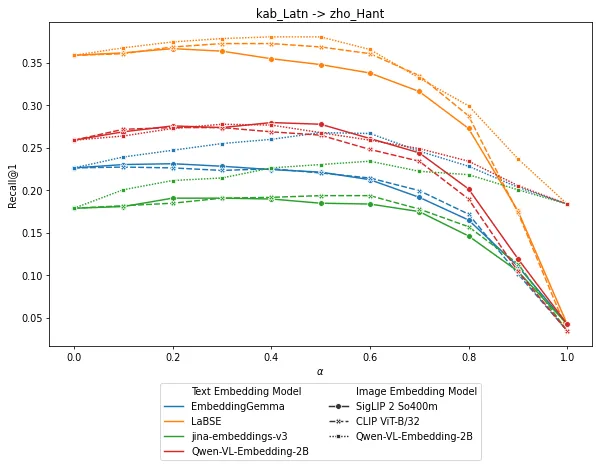 kab_Latn -> zho_Hant
Recall@1
0.35
0.30
0.25
0.20
0.15
0.10
0.05
0.0
0.2
0.4
0.6
0.8
1.0
α
Text Embedding Model
EmbeddingGemma
LaBSE
jina-embeddings-v3
Qwen-VL-Embedding-2B
Image Embedding Model
SigLIP 2 So400m
CLIP ViT-B/32
Qwen-VL-Embedding-2B